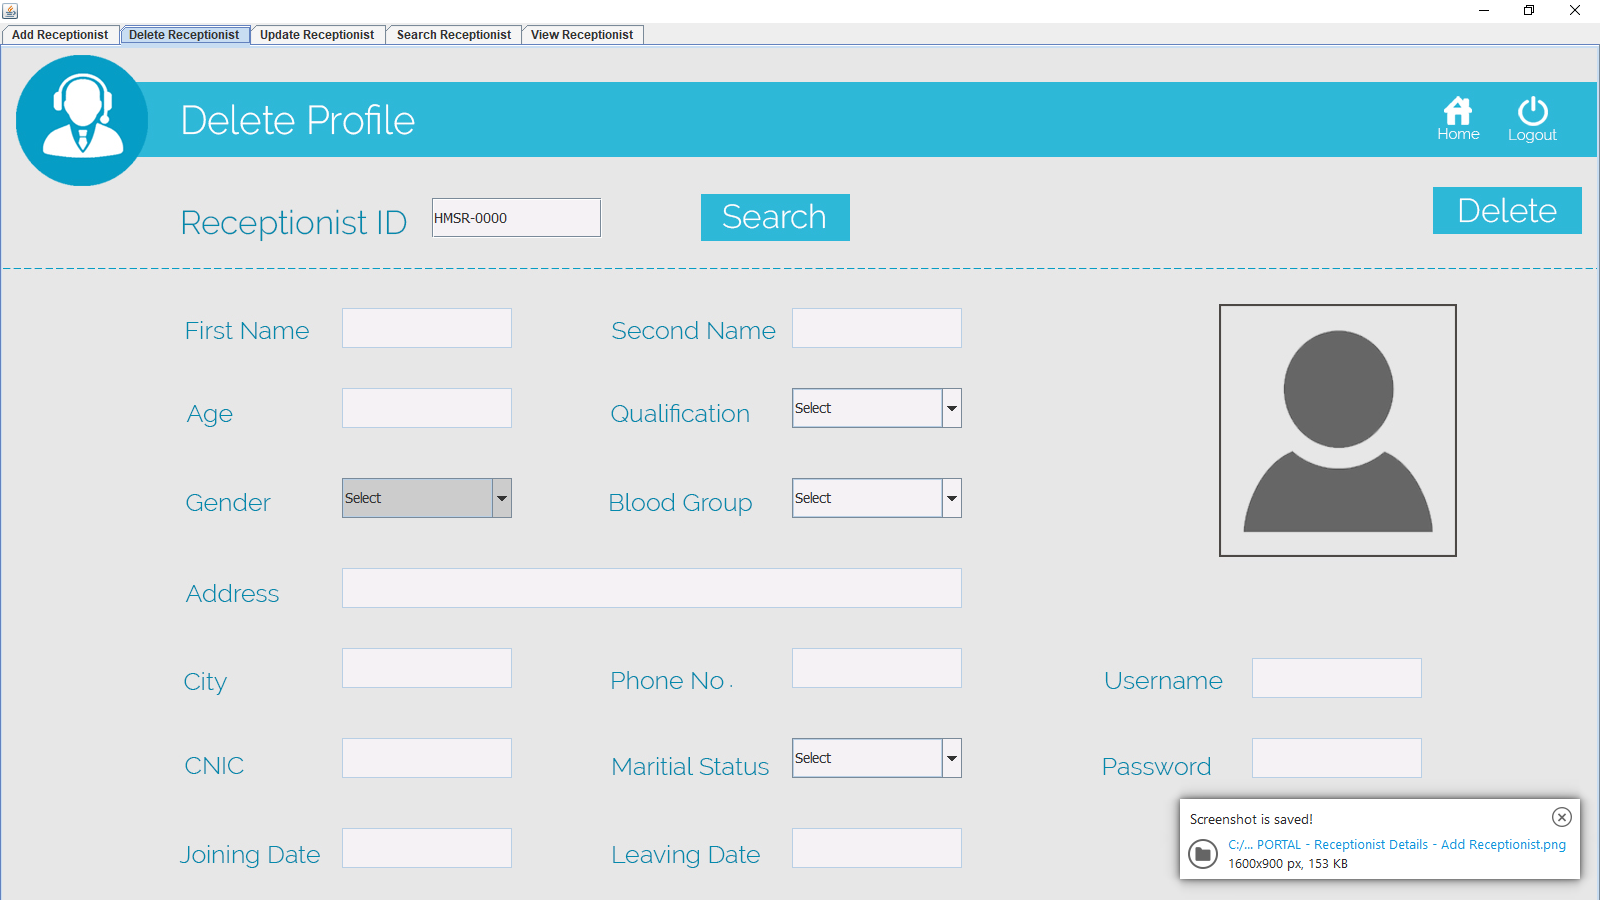 Add Receptionist Delete Receptionist Update Receptionist Search Receptionist View Receptionist
Delete Profile
Home Logout
Receptionist ID HMSR-0000 Search Delete
First Name Second Name
Age Qualification Select
Gender Select Blood Group Select
Address
City Phone No . Username
CNIC Maritial Status Select Password
Joining Date Leaving Date
Screenshot is saved!
C:/... PORTAL - Receptionist Details - Add Receptionist.png
1600x900 px, 153 KB